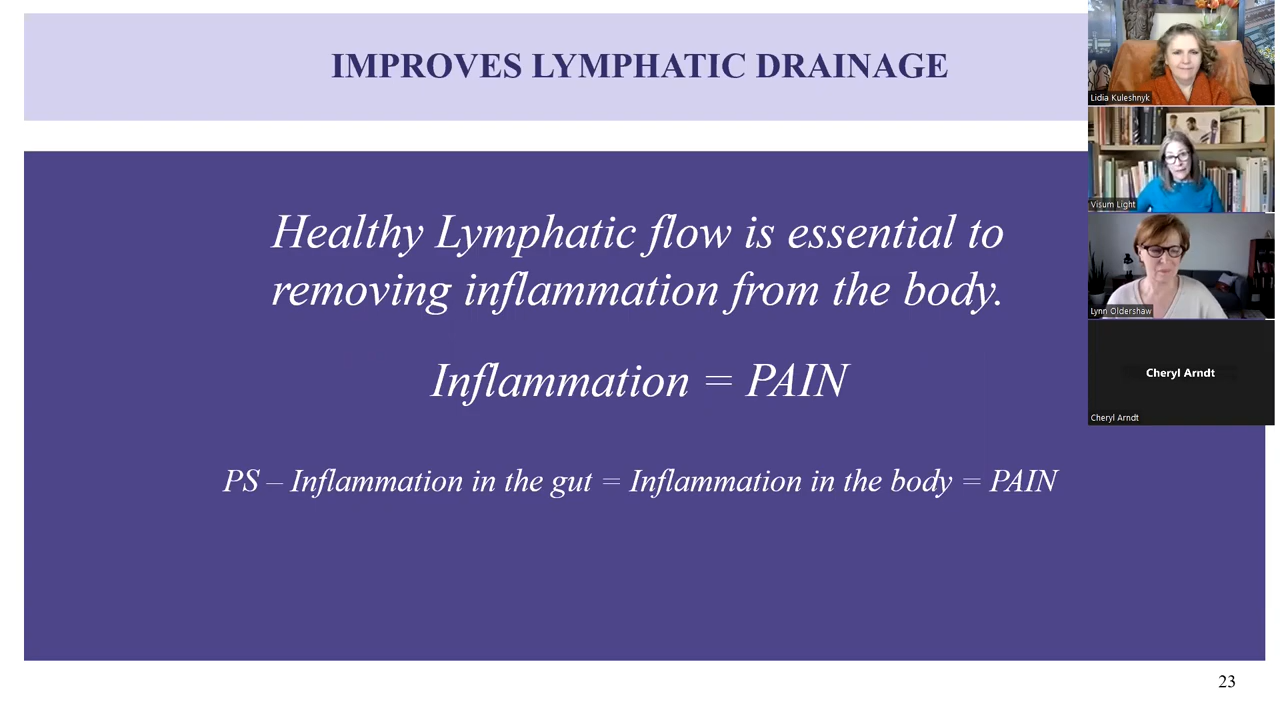 IMPROVES LYMPHATIC DRAINAGE
Healthy Lymphatic flow is essential to
removing inflammation from the body.
Inflammation = PAIN
PS – Inflammation in the gut = Inflammation in the body = PAIN
23
Lidia Kuleshnyk
Visum Light
Lynn Oldershaw
Cheryl Arndt
Cheryl Arndt